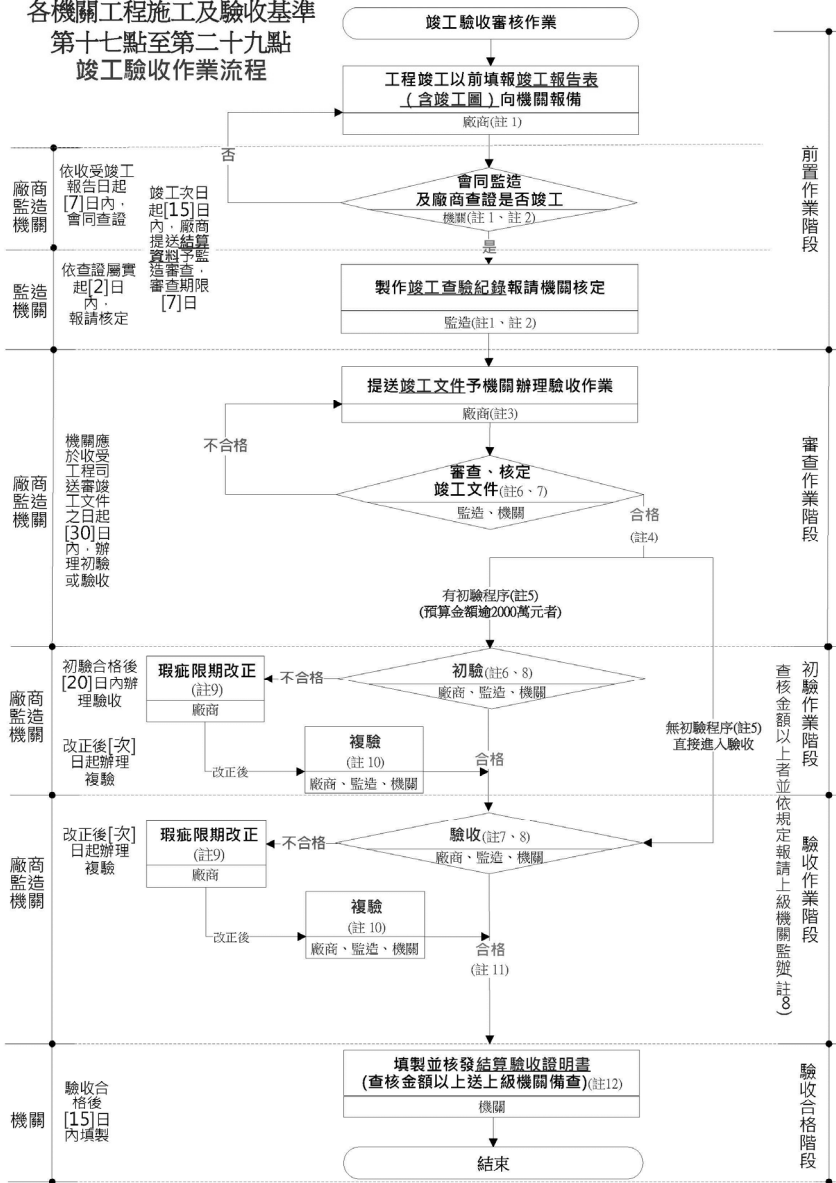 各機關工程施工及驗收基準
第十七點至第二十九點
竣工驗收作業流程
竣工驗收審核作業
工程竣工以前填報竣工報告表
（含竣工圖）向機關報備
廠商(註 1)
否
前置作業階段
廠商
監造
機關
依收受竣工
報告日起
[7]日內，
會同查證
竣工次日
起[15]日
內，廠商
提送結算
資料予監
造審查，
審查期限
[7]日
會同監造
及廠商查證是否竣工
機關(註 1、註 2)
是
監造
機關
依查證屬實
起[2]日
內，
報請核定
製作竣工查驗紀錄報請機關核定
監造(註1、註 2)
提送竣工文件予機關辦理驗收作業
廠商(註3)
不合格
審查作業階段
廠商
監造
機關
機關應
於收受
工程司
送審竣
工文件
之日起
[30]日
內，辦
理初驗
或驗收
審查、核定
竣工文件(註6、7)
監造、機關
合格
(註4)
有初驗程序(註5)
(預算金額逾2000萬元者)
初驗作業階段
廠商
監造
機關
初驗合格後
[20]日內辦
理驗收
瑕疵限期改正
(註9)
廠商
不合格
初驗(註6、8)
廠商、監造、機關
無初驗程序(註5)
直接進入驗收
查核金額以上者並依規定報請上級機關監辦(註8)
改正後[次]
日起辦理
複驗
改正後
複驗
(註 10)
廠商、監造、機關
合格
驗收作業階段
廠商
監造
機關
改正後[次]
日起辦理
複驗
瑕疵限期改正
(註9)
廠商
不合格
驗收(註7、8)
廠商、監造、機關
改正後
複驗
(註 10)
廠商、監造、機關
合格
(註 11)
驗收合格階段
機關
驗收合
格後
[15]日
內填製
填製並核發結算驗收證明書
(查核金額以上送上級機關備查)(註12)
機關
結束